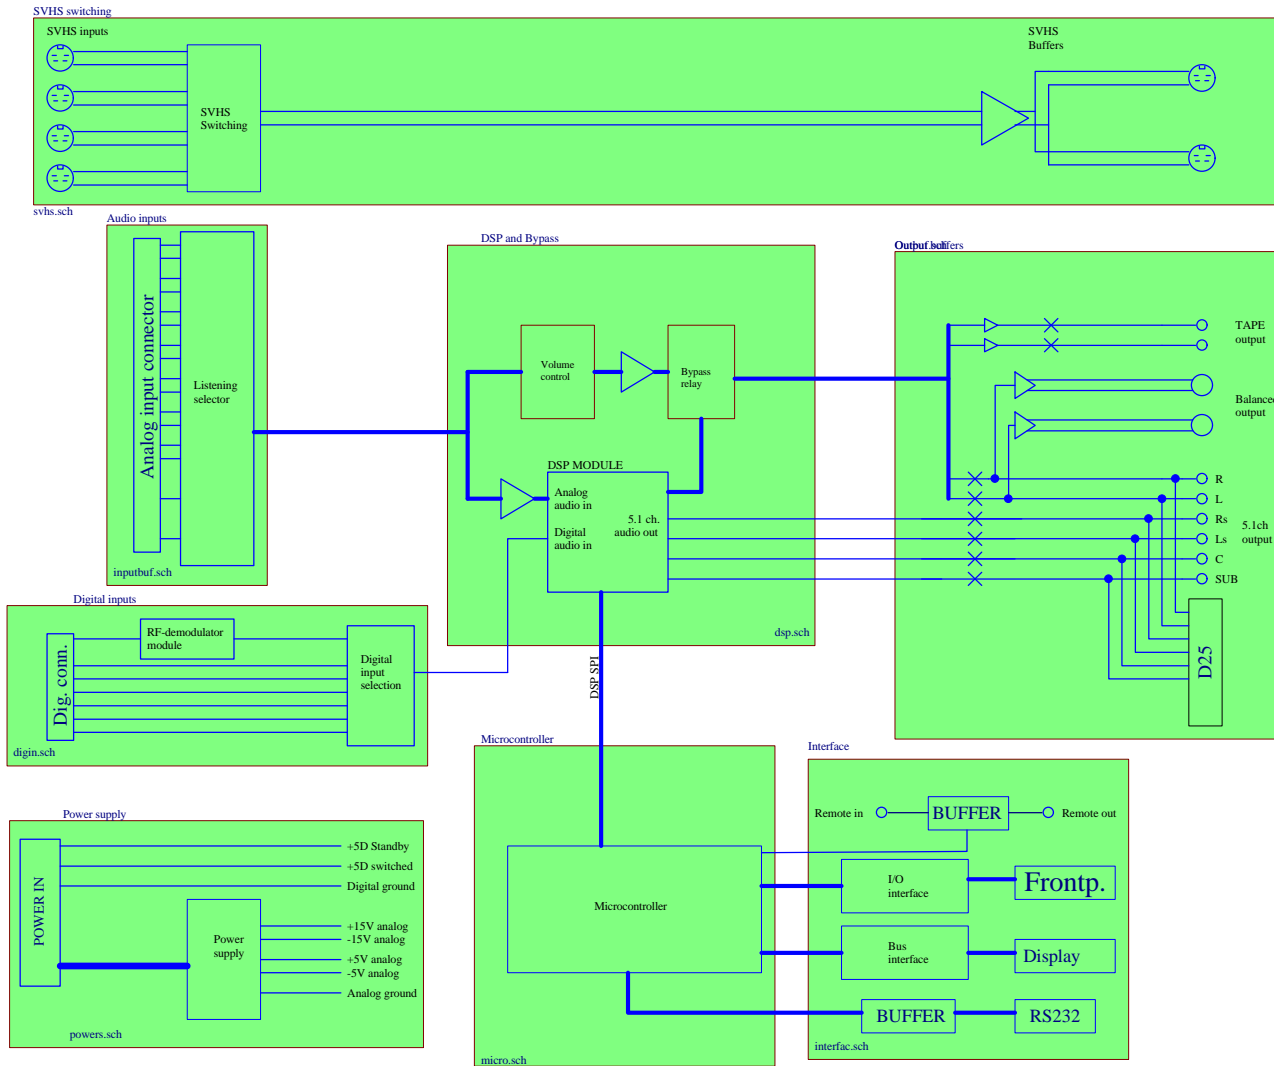 SVHS switching
SVHS inputs
SVHS
Switching
SVHS
Buffers
svhs.sch
Audio inputs
Analog input connector
Listening
selector
inputbuf.sch
DSP and Bypass
Volume
control
Bypass
relay
DSP MODULE
Analog
audio in
5.1 ch.
audio out
Digital
audio in
dsp.sch
DSP SPI
TAPE
output
Balanced
output
R
L
Rs
5.1ch
output
Ls
C
SUB
D25
Digital inputs
RF-demodulator
module
Dig. conn.
Digital
input
selection
digin.sch
Power supply
POWER IN
+5D Standby
+5D switched
Digital ground
Power
supply
+15V analog
-15V analog
+5V analog
-5V analog
Analog ground
powers.sch
Microcontroller
Microcontroller
micro.sch
Interface
Remote in
BUFFER
Remote out
I/O
interface
Frontp.
Bus
interface
Display
BUFFER
RS232
interfac.sch